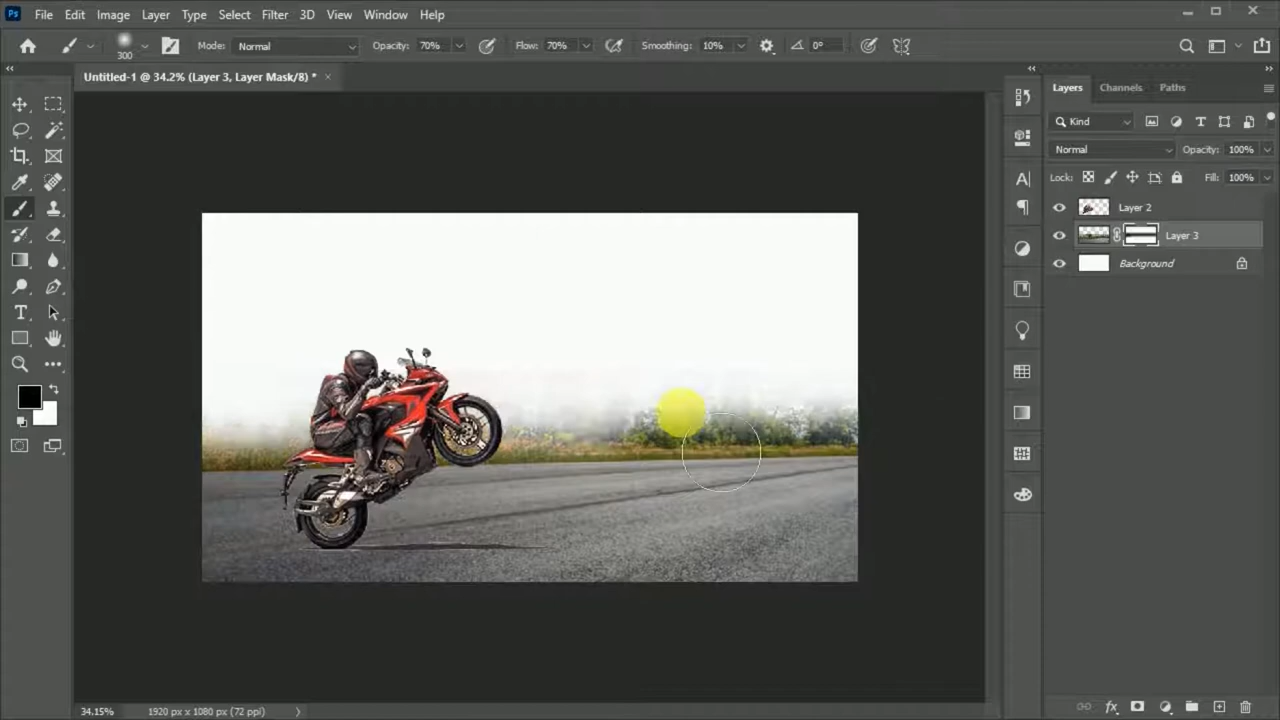 Ps File Edit Image Layer Type Select Filter 3D View Window Help
300 Mode: Normal Opacity: 70% Flow: 70% Smoothing: 10% 0°
Untitled-1 @ 34.2% (Layer 3, Layer Mask/8) * ×
Layers Channels Paths
Kind
Normal Opacity: 100%
Lock: Fill: 100%
Layer 2
Layer 3
Background
34.15% 1920 px x 1080 px (72 ppi)